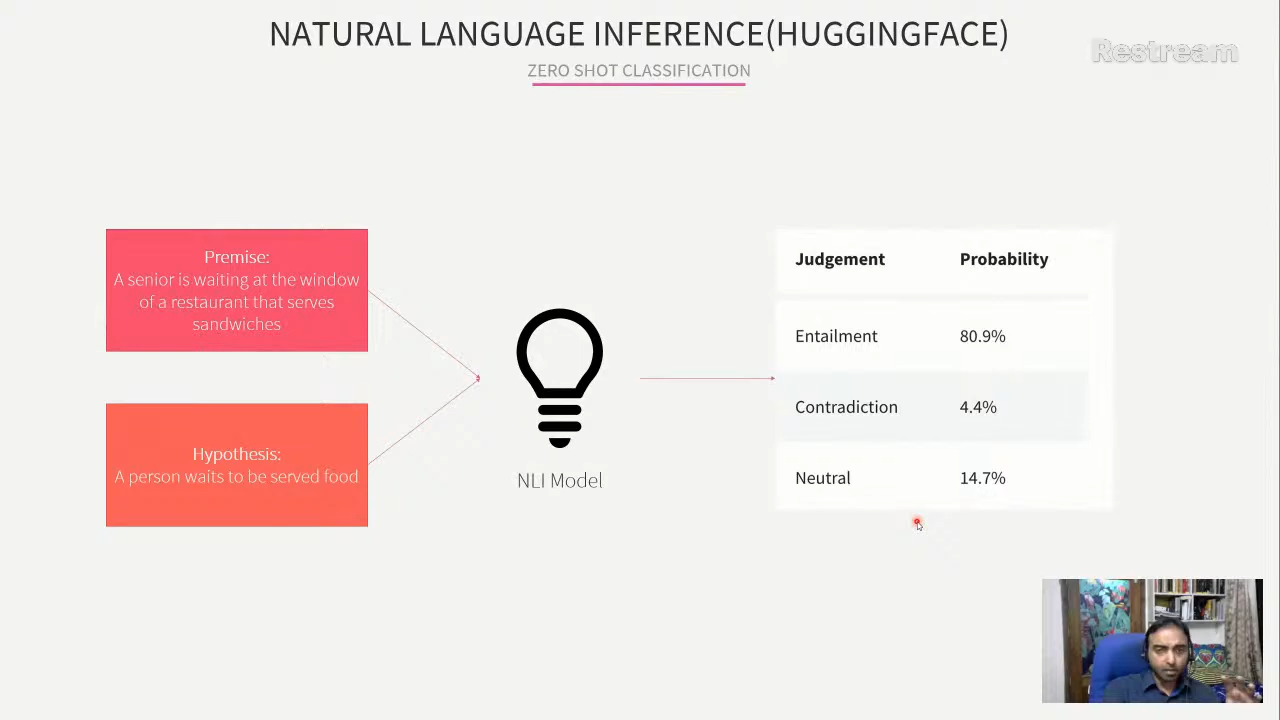 NATURAL LANGUAGE INFERENCE(HUGGINGFACE)
ZERO SHOT CLASSIFICATION
Restream
Premise:
A senior is waiting at the window
of a restaurant that serves
sandwiches
Hypothesis:
A person waits to be served food
NLI Model
Judgement Probability
Entailment 80.9%
Contradiction 4.4%
Neutral 14.7%